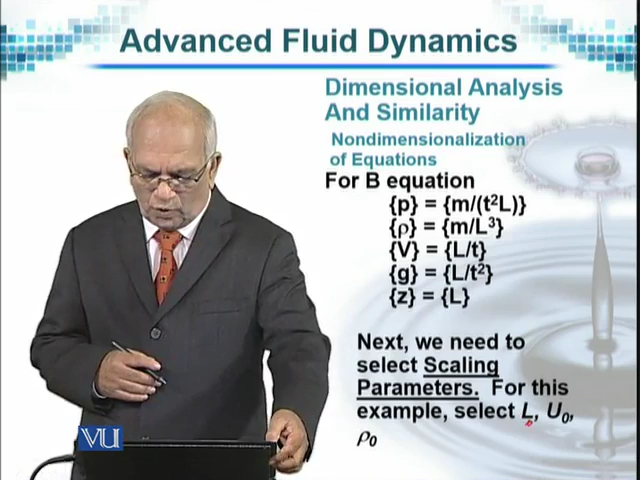 Advanced Fluid Dynamics
Dimensional Analysis
And Similarity
Nondimensionalization
of Equations
For B equation
{p} = {m/(t²L)}
{ρ} = {m/L³}
{V} = {L/t}
{g} = {L/t²}
{z} = {L}
Next, we need to
select Scaling
Parameters. For this
example, select L, U₀,
ρ₀
VU